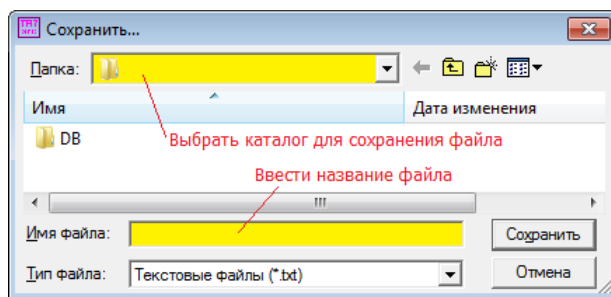 Сохранить...
Папка:
Имя Дата изменения
DB
Выбрать каталог для сохранения файла
Ввести название файла
Имя файла: Сохранить
Тип файла: Текстовые файлы (*.txt) Отмена